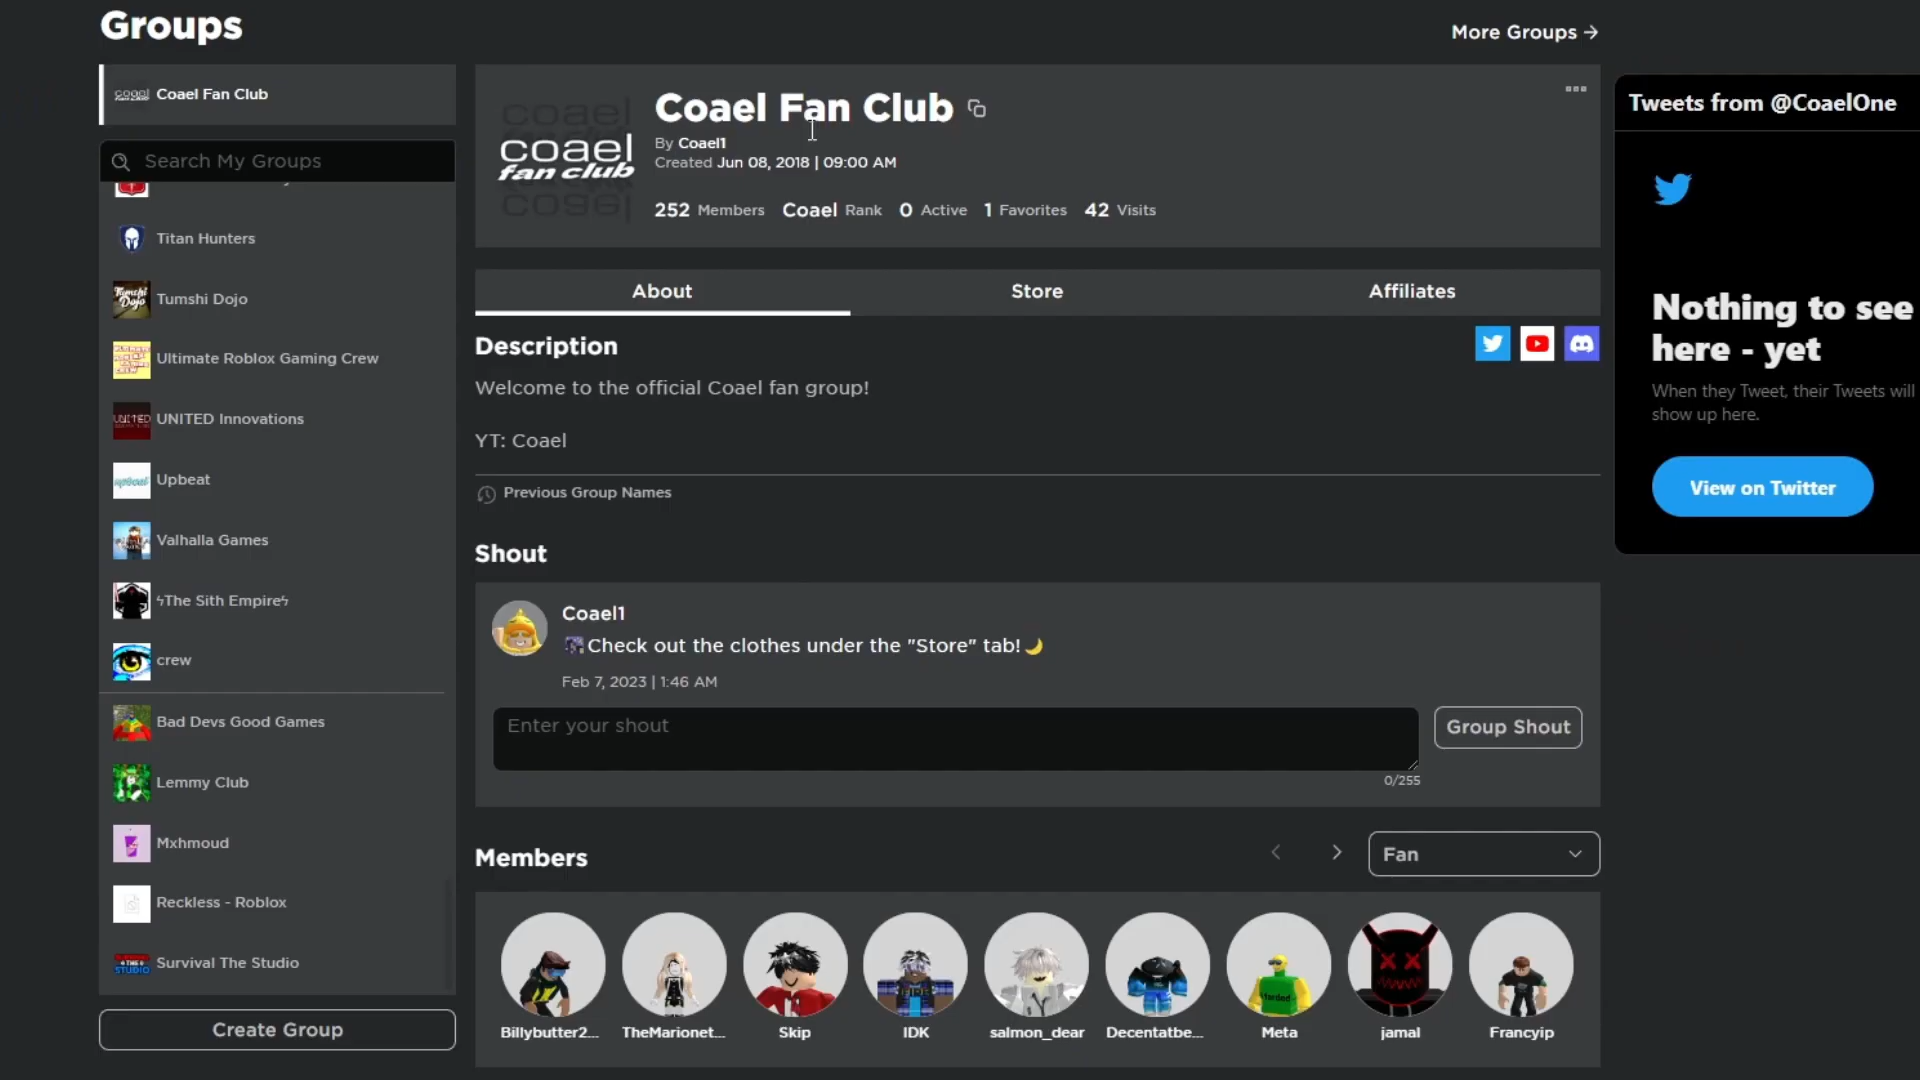 Groups
More Groups →
Coael Fan Club
Search My Groups
Titan Hunters
Tumshi Dojo
Ultimate Roblox Gaming Crew
UNITED Innovations
Upbeat
Valhalla Games
ϟThe Sith Empireϟ
crew
Bad Devs Good Games
Lemmy Club
Mxhmoud
Reckless - Roblox
Survival The Studio
Create Group
coael
coael
fan club
Coael Fan Club
By Coael1
Created Jun 08, 2018 | 09:00 AM
252 Members Coael Rank 0 Active 1 Favorites 42 Visits
About Store Affiliates
Description
Welcome to the official Coael fan group!
YT: Coael
Previous Group Names
Shout
Coael1
🎆Check out the clothes under the "Store" tab!🌙
Feb 7, 2023 | 1:46 AM
Enter your shout
Group Shout
0/255
Members
Fan
Billybutter2... TheMarionet... Skip IDK salmon_dear Decentatbe... Meta jamal Francyip
Tweets from @CoaelOne
Nothing to see
here - yet
When they Tweet, their Tweets will
show up here.
View on Twitter